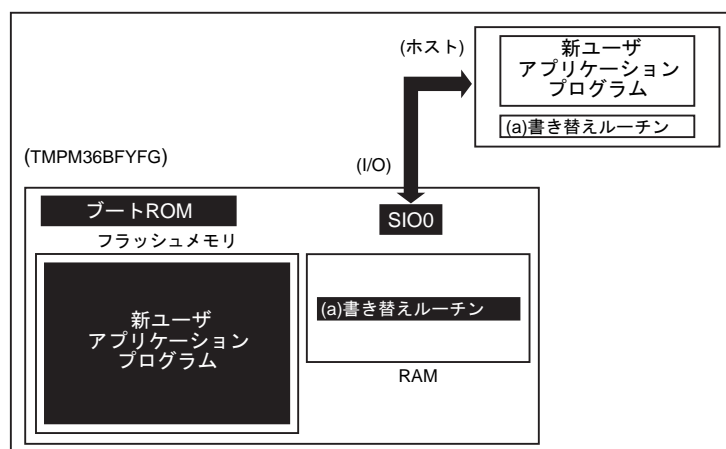 (ホスト)
新ユーザ
アプリケーション
プログラム
(a)書き替えルーチン
(TMPM36BFYFG)
(I/O)
ブートROM
SIO0
フラッシュメモリ
新ユーザ
アプリケーション
プログラム
(a)書き替えルーチン
RAM